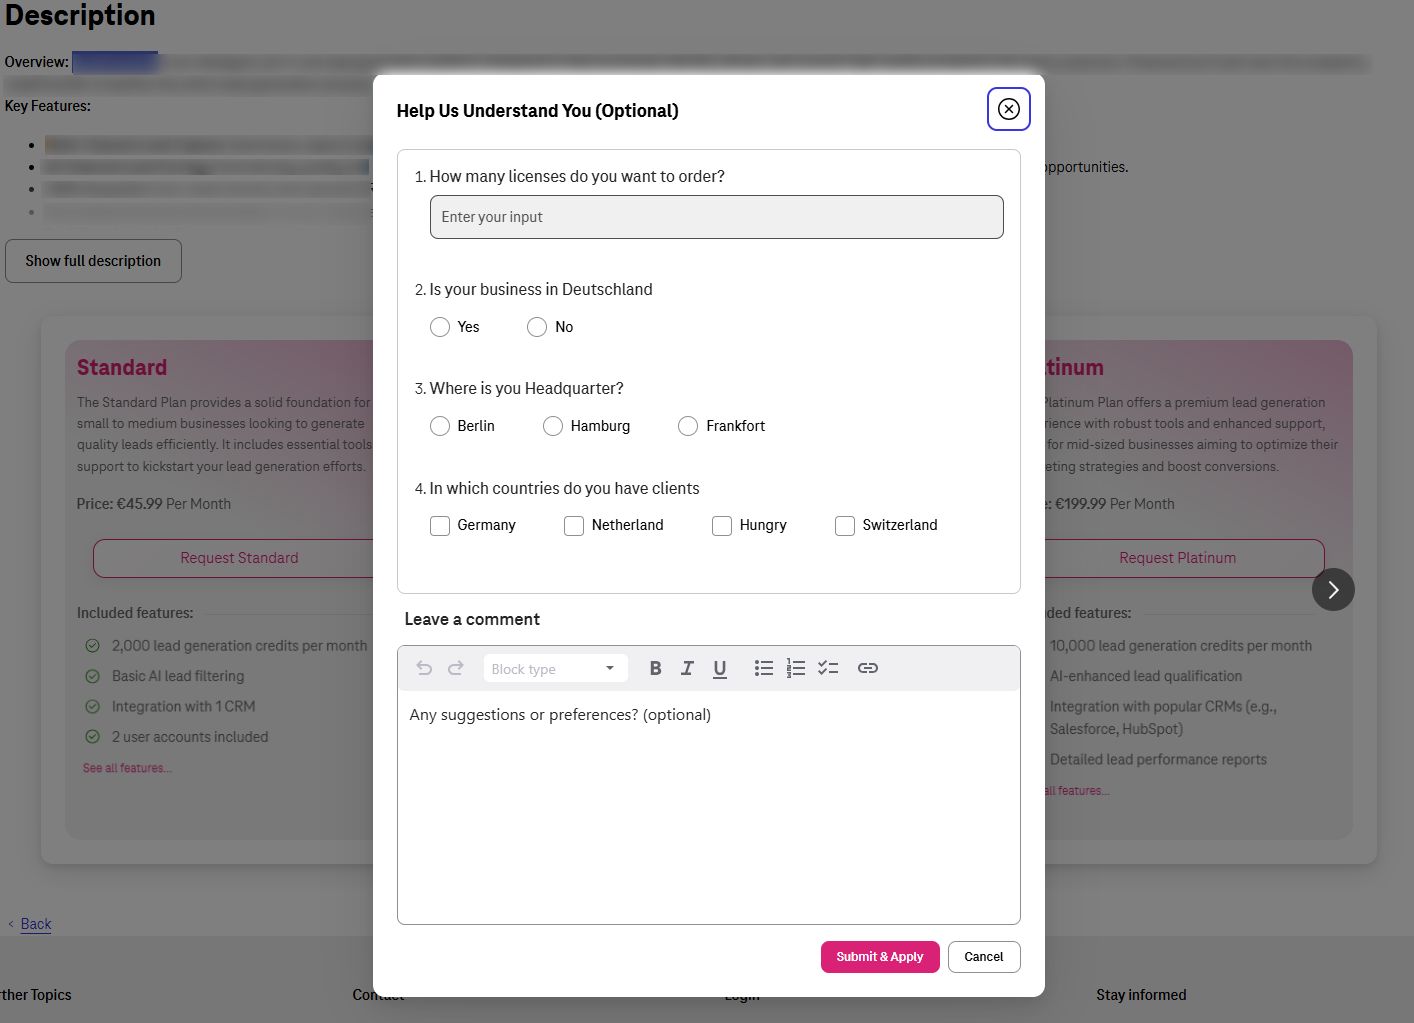 Description
Overview:
Key Features:
opportunities.
Show full description
Help Us Understand You (Optional)
1. How many licenses do you want to order?
Enter your input
2. Is your business in Deutschland
Yes No
3. Where is you Headquarter?
Berlin Hamburg Frankfort
4. In which countries do you have clients
Germany Netherland Hungry Switzerland
Leave a comment
Block type
B I U
Any suggestions or preferences? (optional)
Submit & Apply Cancel
Standard
The Standard Plan provides a solid foundation for
small to medium businesses looking to generate
quality leads efficiently. It includes essential tools
support to kickstart your lead generation efforts.
Price: €45.99 Per Month
Request Standard
Included features:
2,000 lead generation credits per month
Basic AI lead filtering
Integration with 1 CRM
2 user accounts included
See all features...
tinum
Platinum Plan offers a premium lead generation
rience with robust tools and enhanced support,
for mid-sized businesses aiming to optimize their
eting strategies and boost conversions.
e: €199.99 Per Month
Request Platinum
ded features:
10,000 lead generation credits per month
AI-enhanced lead qualification
Integration with popular CRMs (e.g.,
Salesforce, HubSpot)
Detailed lead performance reports
all features...
< Back
ther Topics
Contact
Login
Stay informed